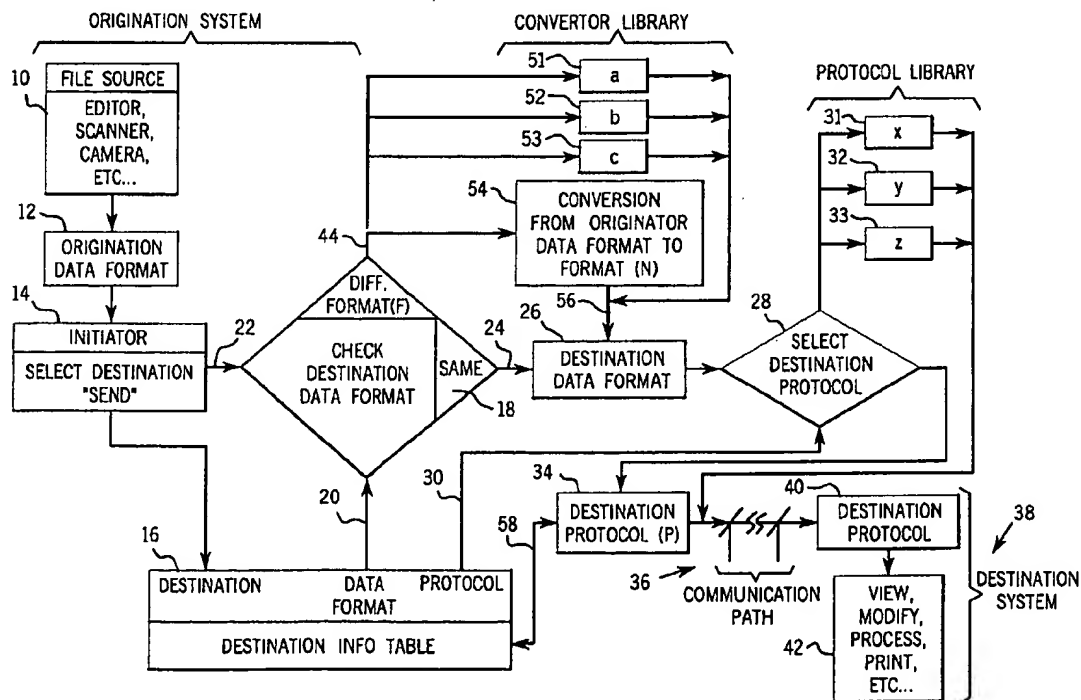 ORIGINATION SYSTEM
CONVERTOR LIBRARY
PROTOCOL LIBRARY
10
FILE SOURCE
EDITOR,
SCANNER,
CAMERA,
ETC...
12
ORIGINATION
DATA FORMAT
14
INITIATOR
SELECT DESTINATION
"SEND"
22
44
DIFF.
FORMAT(F)
CHECK
DESTINATION
DATA FORMAT
SAME
18
24
20
51
a
52
b
53
c
54
CONVERSION
FROM ORIGINATOR
DATA FORMAT TO
FORMAT (N)
56
26
DESTINATION
DATA FORMAT
28
SELECT
DESTINATION
PROTOCOL
31
x
32
y
33
z
30
34
DESTINATION
PROTOCOL (P)
58
36
COMMUNICATION
PATH
40
DESTINATION
PROTOCOL
38
DESTINATION
SYSTEM
42
VIEW,
MODIFY,
PROCESS,
PRINT,
ETC...
16
DESTINATION
DATA
FORMAT
PROTOCOL
DESTINATION INFO TABLE